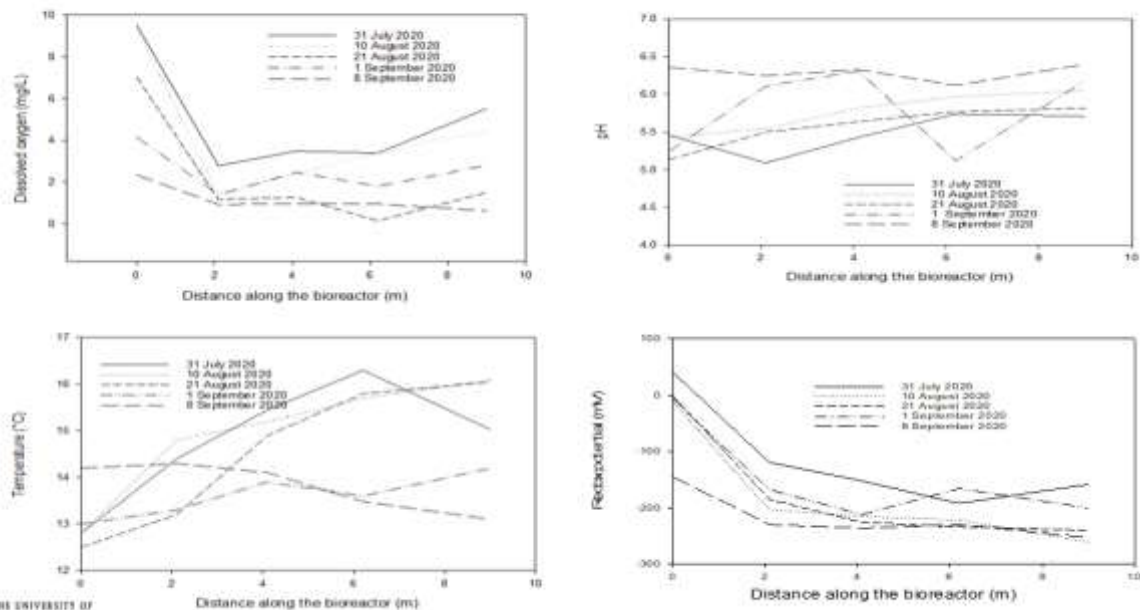 Dissolved oxygen (mg/L)
10
8
6
4
2
0
31 July 2020
10 August 2020
21 August 2020
1 September 2020
8 September 2020
0 2 4 6 8 10
Distance along the bioreactor (m)
pH
7.0
6.5
6.0
5.5
5.0
4.5
4.0
31 July 2020
10 August 2020
21 August 2020
1 September 2020
8 September 2020
0 2 4 6 8 10
Distance along the bioreactor (m)
Temperature (°C)
17
16
15
14
13
12
31 July 2020
10 August 2020
21 August 2020
1 September 2020
8 September 2020
0 2 4 6 8 10
Distance along the bioreactor (m)
Redoxpotential (mV)
100
0
-100
-200
-300
31 July 2020
10 August 2020
21 August 2020
1 September 2020
8 September 2020
0 2 4 6 8 10
Distance along the bioreactor (m)
HE UNIVERSITY OF